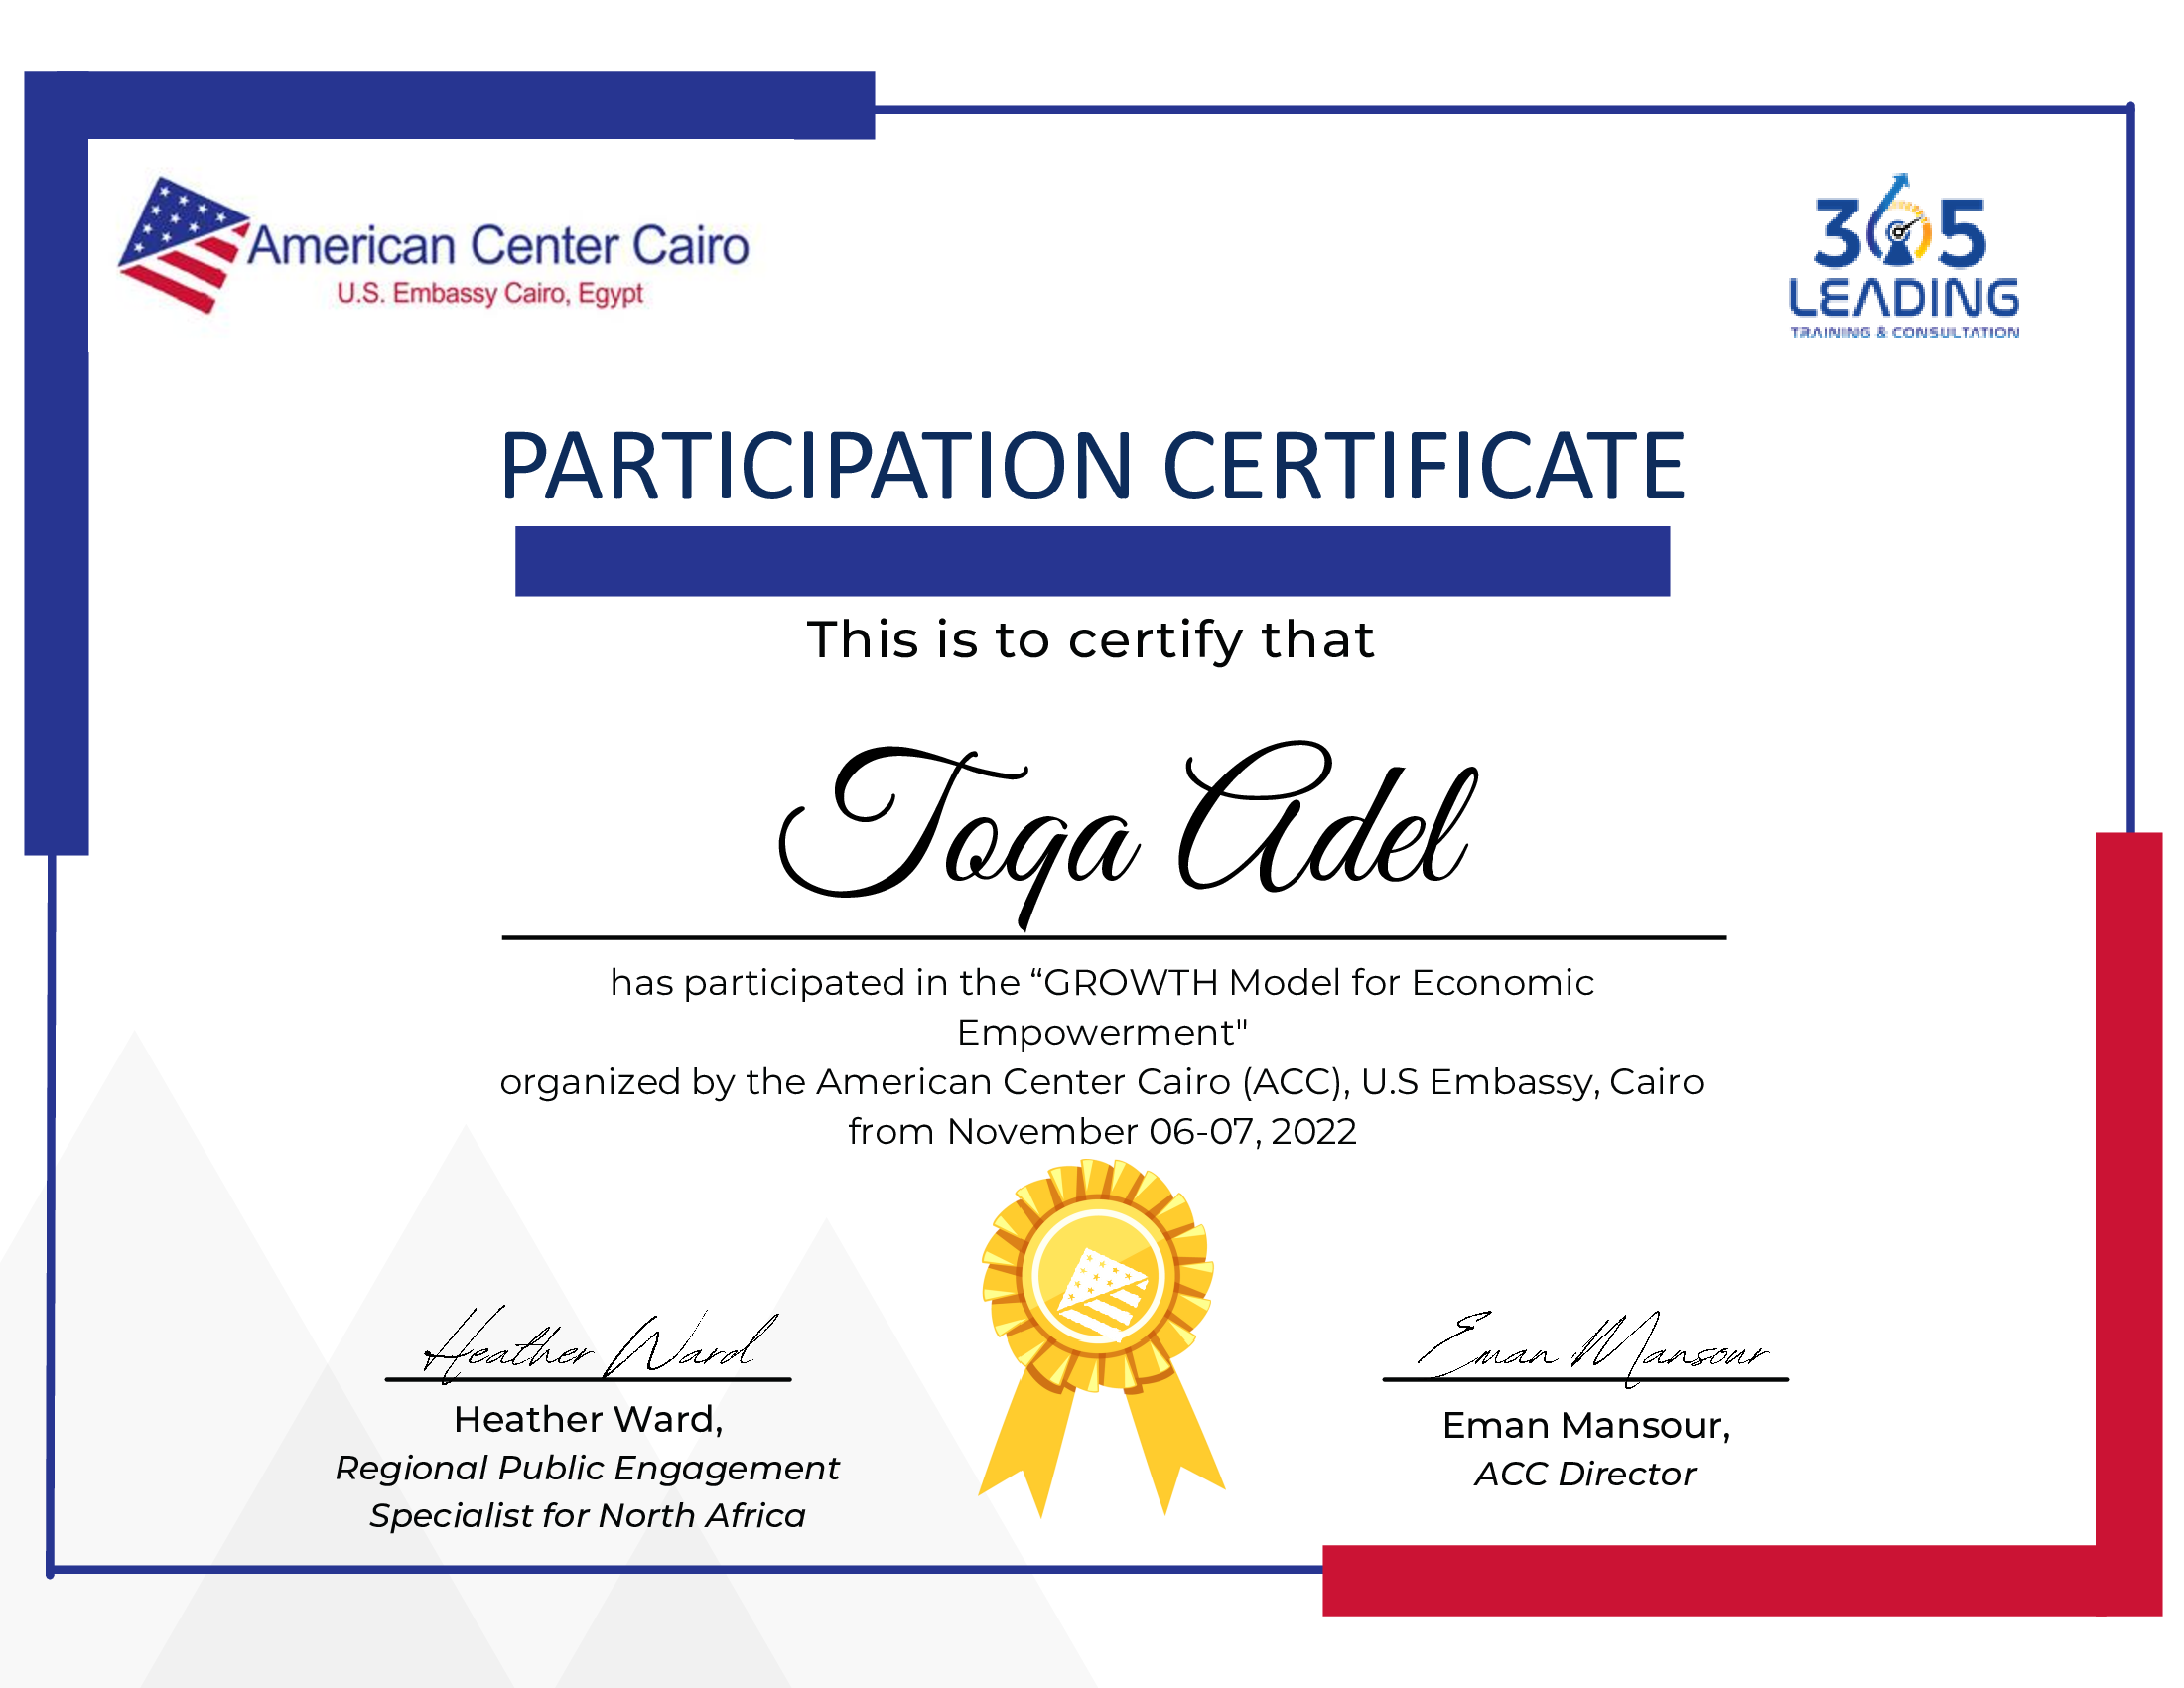 American Center Cairo
U.S. Embassy Cairo, Egypt
365
LEADING
TRAINING & CONSULTATION
PARTICIPATION CERTIFICATE
This is to certify that
Toqa Adel
has participated in the “GROWTH Model for Economic
Empowerment"
organized by the American Center Cairo (ACC), U.S Embassy, Cairo
from November 06-07, 2022
Heather Ward
Heather Ward,
Regional Public Engagement
Specialist for North Africa
Eman Mansour
Eman Mansour,
ACC Director